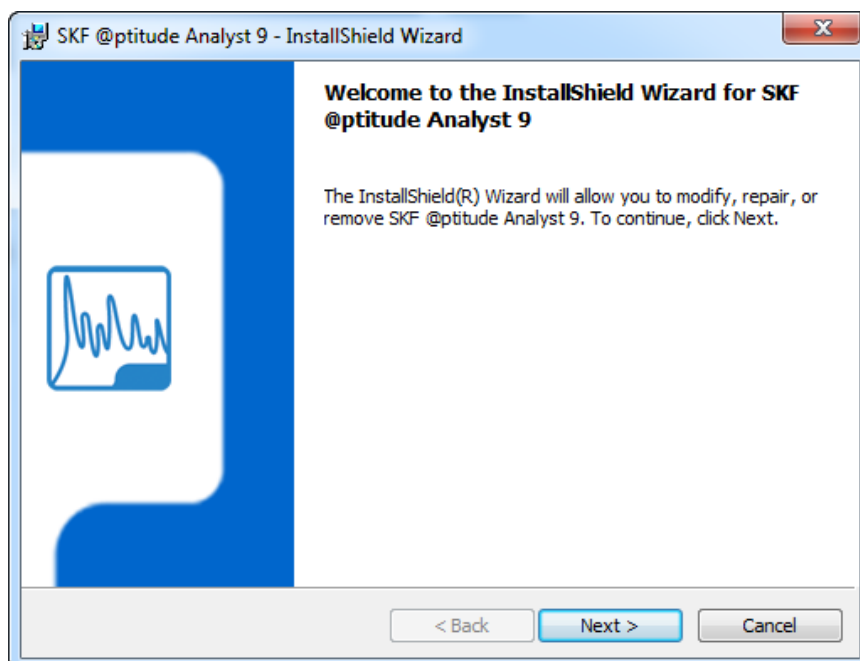 SKF @ptitude Analyst 9 - InstallShield Wizard
Welcome to the InstallShield Wizard for SKF
@ptitude Analyst 9
The InstallShield(R) Wizard will allow you to modify, repair, or
remove SKF @ptitude Analyst 9. To continue, click Next.
< Back Next > Cancel